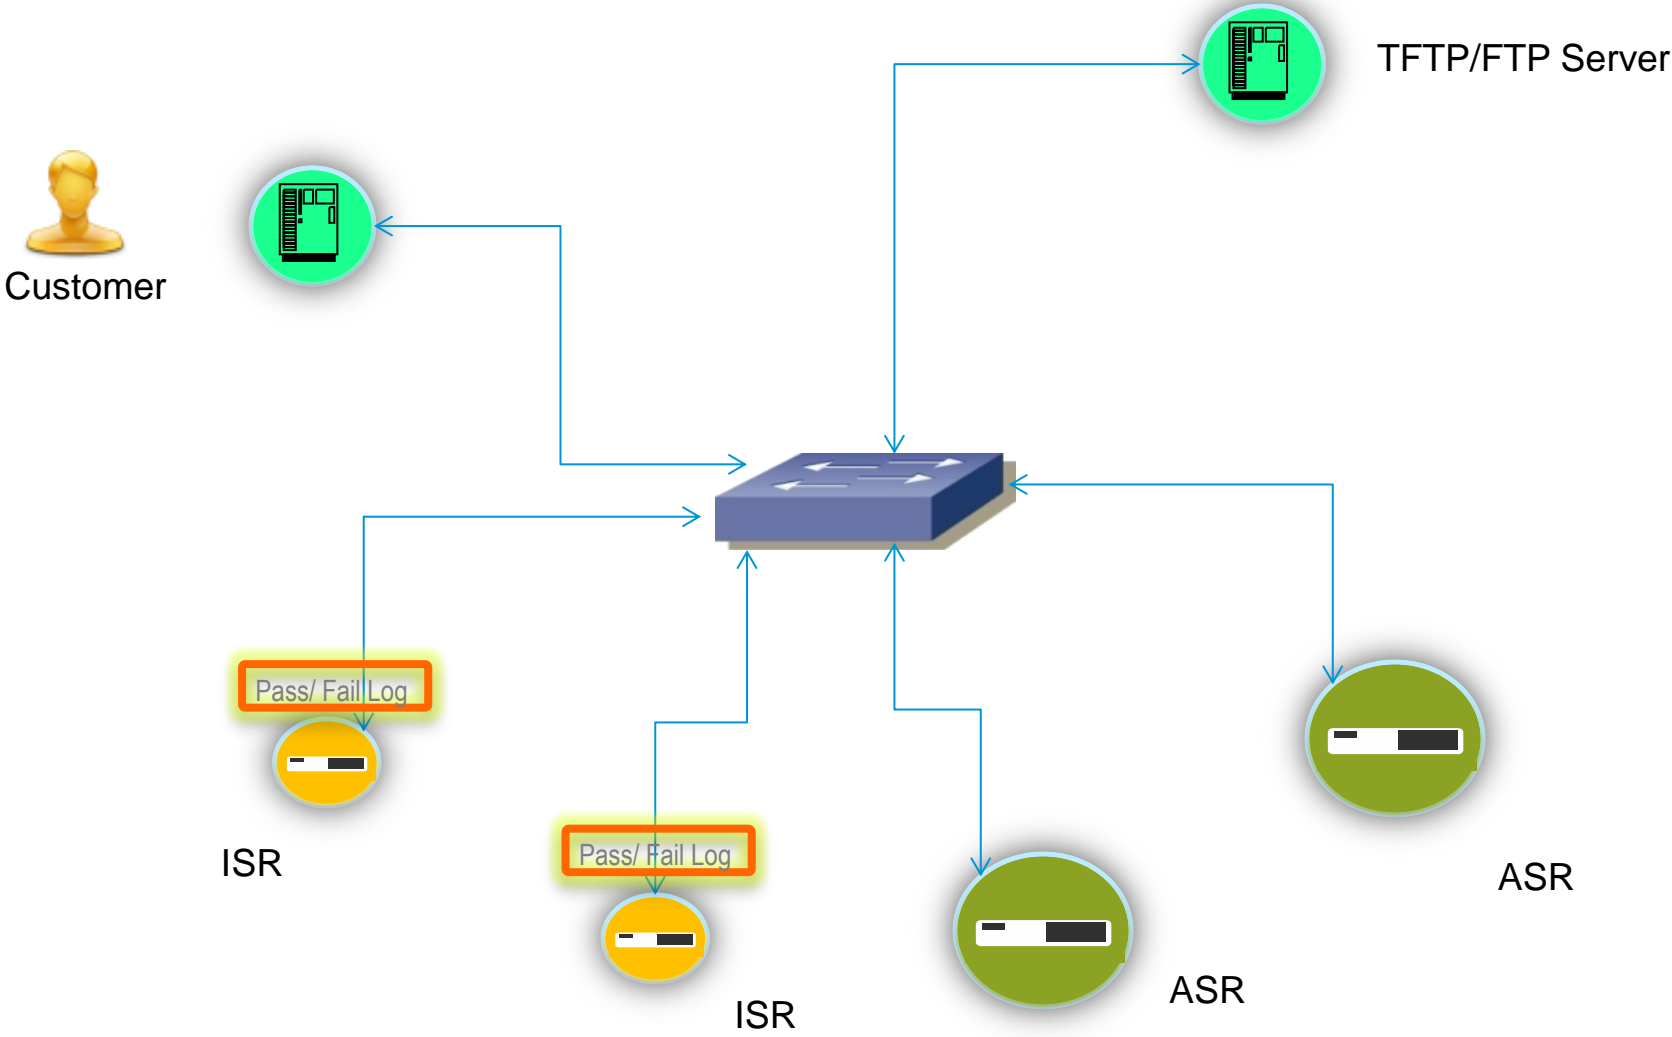 TFTP/FTP Server
Customer
Pass/ Fail Log
Pass/ Fail Log
ISR
ASR
ASR
ISR